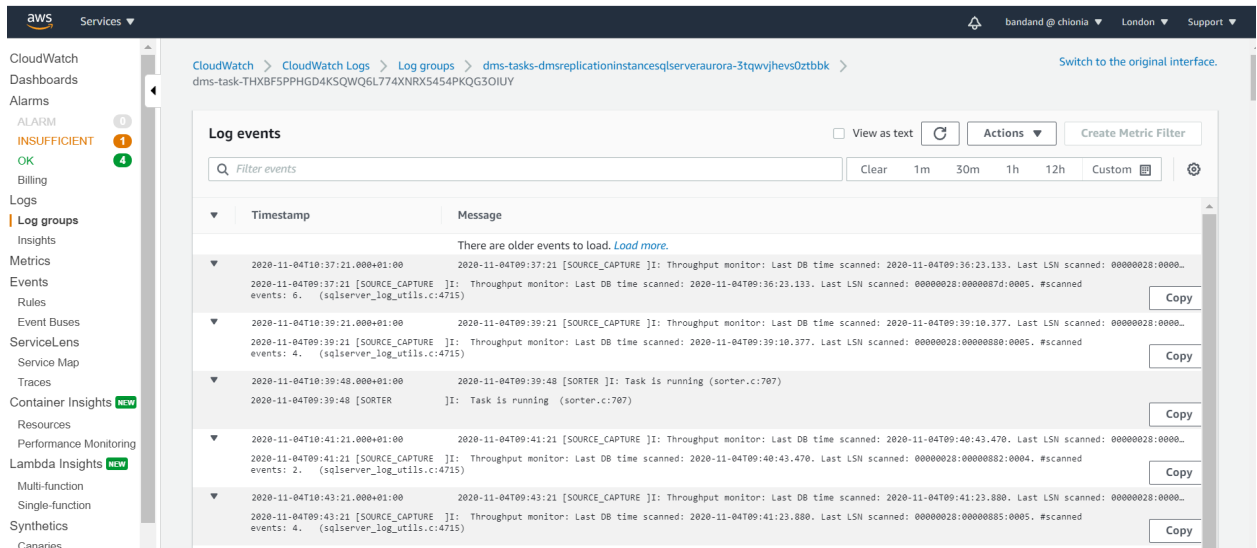 aws Services ▼ bandand @ chionia ▼ London ▼ Support ▼
CloudWatch
Dashboards
Alarms
ALARM 0
INSUFFICIENT 1
OK 4
Billing
Logs
Log groups
Insights
Metrics
Events
Rules
Event Buses
ServiceLens
Service Map
Traces
Container Insights NEW
Resources
Performance Monitoring
Lambda Insights NEW
Multi-function
Single-function
Synthetics
Canaries
CloudWatch > CloudWatch Logs > Log groups > dms-tasks-dmsreplicationinstancesqlserveraurora-3tqwvjhevs0ztbbk >
dms-task-THXBF5PPHGD4KSQWQ6L774XNRX5454PKQG3OIUY
Switch to the original interface.
Log events
View as text Actions ▼ Create Metric Filter
Filter events
Clear 1m 30m 1h 12h Custom
▼ Timestamp Message
There are older events to load. Load more.
▼ 2020-11-04T10:37:21.000+01:00 2020-11-04T09:37:21 [SOURCE_CAPTURE ]I: Throughput monitor: Last DB time scanned: 2020-11-04T09:36:23.133. Last LSN scanned: 00000028:0000…
2020-11-04T09:37:21 [SOURCE_CAPTURE ]I: Throughput monitor: Last DB time scanned: 2020-11-04T09:36:23.133. Last LSN scanned: 00000028:0000087d:0005. #scanned
events: 6. (sqlserver_log_utils.c:4715)
Copy
▼ 2020-11-04T10:39:21.000+01:00 2020-11-04T09:39:21 [SOURCE_CAPTURE ]I: Throughput monitor: Last DB time scanned: 2020-11-04T09:39:10.377. Last LSN scanned: 00000028:0000…
2020-11-04T09:39:21 [SOURCE_CAPTURE ]I: Throughput monitor: Last DB time scanned: 2020-11-04T09:39:10.377. Last LSN scanned: 00000028:00000880:0005. #scanned
events: 4. (sqlserver_log_utils.c:4715)
Copy
▼ 2020-11-04T10:39:48.000+01:00 2020-11-04T09:39:48 [SORTER ]I: Task is running (sorter.c:707)
2020-11-04T09:39:48 [SORTER ]I: Task is running (sorter.c:707)
Copy
▼ 2020-11-04T10:41:21.000+01:00 2020-11-04T09:41:21 [SOURCE_CAPTURE ]I: Throughput monitor: Last DB time scanned: 2020-11-04T09:40:43.470. Last LSN scanned: 00000028:0000…
2020-11-04T09:41:21 [SOURCE_CAPTURE ]I: Throughput monitor: Last DB time scanned: 2020-11-04T09:40:43.470. Last LSN scanned: 00000028:00000882:0004. #scanned
events: 2. (sqlserver_log_utils.c:4715)
Copy
▼ 2020-11-04T10:43:21.000+01:00 2020-11-04T09:43:21 [SOURCE_CAPTURE ]I: Throughput monitor: Last DB time scanned: 2020-11-04T09:41:23.880. Last LSN scanned: 00000028:0000…
2020-11-04T09:43:21 [SOURCE_CAPTURE ]I: Throughput monitor: Last DB time scanned: 2020-11-04T09:41:23.880. Last LSN scanned: 00000028:00000885:0005. #scanned
events: 4. (sqlserver_log_utils.c:4715)
Copy